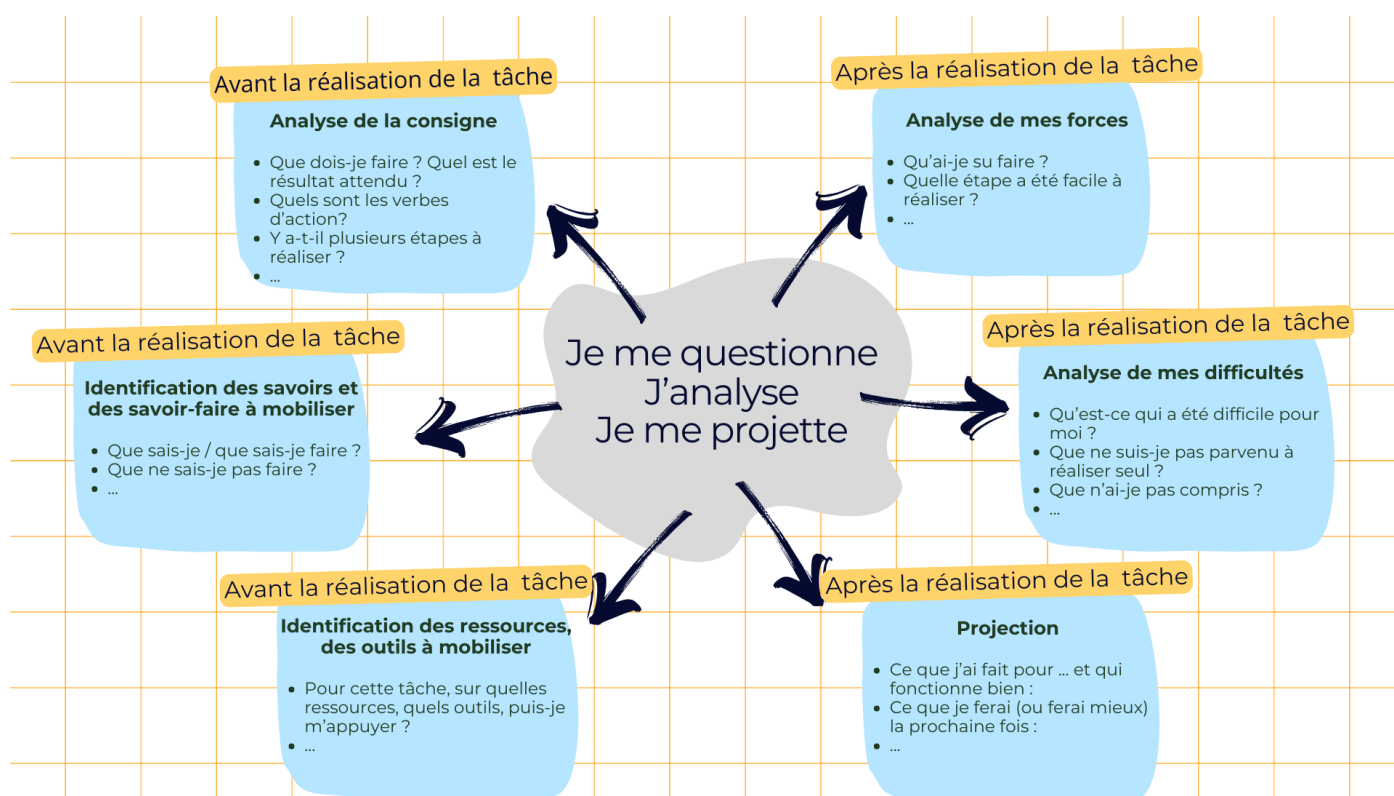 Avant la réalisation de la tâche
Analyse de la consigne
• Que dois-je faire ? Quel est le
résultat attendu ?
• Quels sont les verbes
d'action?
• Y a-t-il plusieurs étapes à
réaliser ?
• ...
Avant la réalisation de la tâche
Identification des savoirs et
des savoir-faire à mobiliser
• Que sais-je / que sais-je faire ?
• Que ne sais-je pas faire ?
• ...
Avant la réalisation de la tâche
Identification des ressources,
des outils à mobiliser
• Pour cette tâche, sur quelles
ressources, quels outils, puis-je
m'appuyer ?
• ...
Je me questionne
J'analyse
Je me projette
Après la réalisation de la tâche
Analyse de mes forces
• Qu'ai-je su faire ?
• Quelle étape a été facile à
réaliser ?
• ...
Après la réalisation de la tâche
Analyse de mes difficultés
• Qu'est-ce qui a été difficile pour
moi ?
• Que ne suis-je pas parvenu à
réaliser seul ?
• Que n'ai-je pas compris ?
• ...
Après la réalisation de la tâche
Projection
• Ce que j'ai fait pour ... et qui
fonctionne bien :
• Ce que je ferai (ou ferai mieux)
la prochaine fois :
• ...